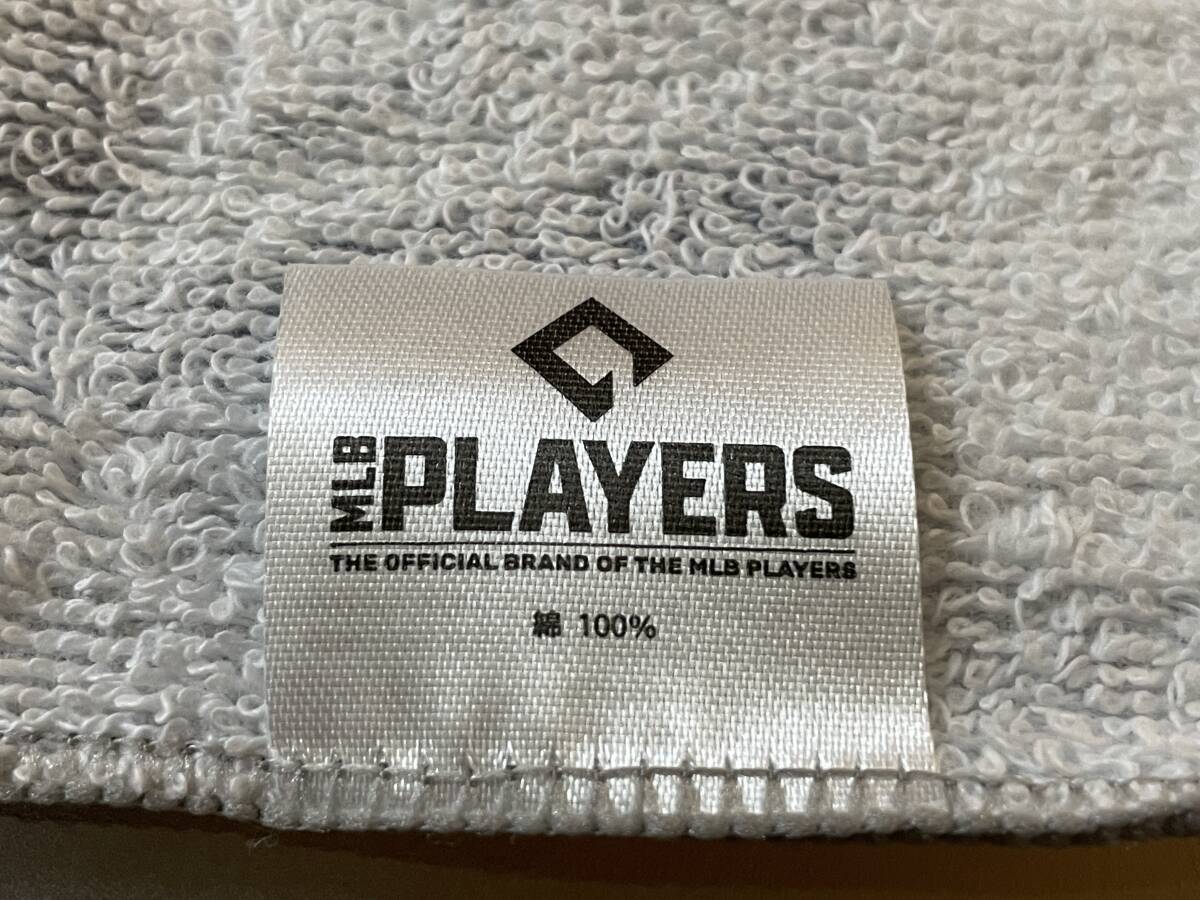 MLB PLAYERS
THE OFFICIAL BRAND OF THE MLB PLAYERS
綿 100%